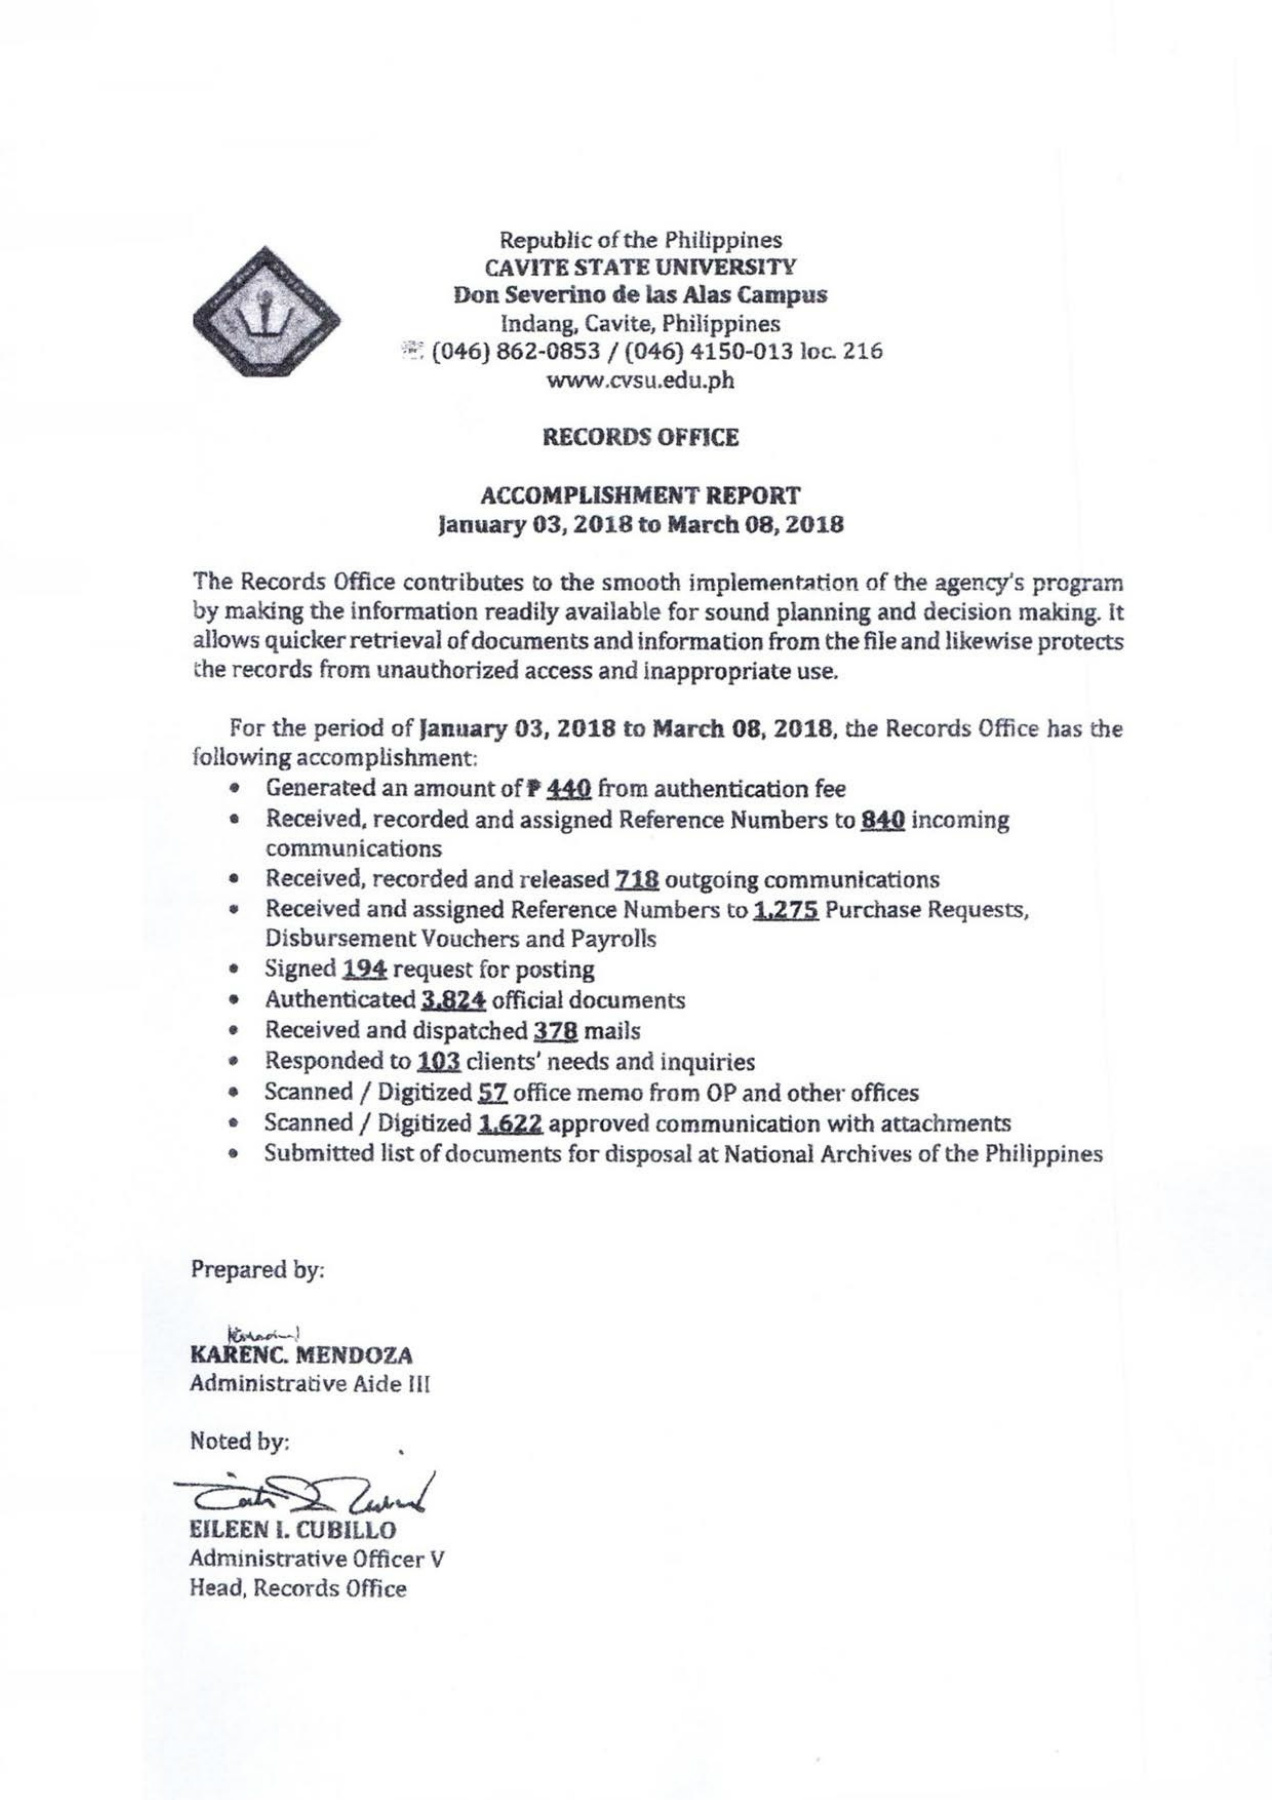 Republic of the Philippines
CAVITE STATE UNIVERSITY
Don Severino de las Alas Campus
Indang, Cavite, Philippines
(046) 862-0853 / (046) 4150-013 loc. 216
www.cvsu.edu.ph
RECORDS OFFICE
ACCOMPLISHMENT REPORT
January 03, 2018 to March 08, 2018
The Records Office contributes to the smooth implementation of the agency's program
by making the information readily available for sound planning and decision making. It
allows quicker retrieval of documents and information from the file and likewise protects
the records from unauthorized access and inappropriate use.
For the period of January 03, 2018 to March 08, 2018, the Records Office has the
following accomplishment:
• Generated an amount of ₱ 440 from authentication fee
• Received, recorded and assigned Reference Numbers to 840 incoming
communications
• Received, recorded and released 718 outgoing communications
• Received and assigned Reference Numbers to 1,275 Purchase Requests,
Disbursement Vouchers and Payrolls
• Signed 194 request for posting
• Authenticated 3,824 official documents
• Received and dispatched 378 mails
• Responded to 103 clients' needs and inquiries
• Scanned / Digitized 57 office memo from OP and other offices
• Scanned / Digitized 1,622 approved communication with attachments
• Submitted list of documents for disposal at National Archives of the Philippines
Prepared by:
KAREN C. MENDOZA
Administrative Aide III
Noted by:
EILEEN I. CUBILLO
Administrative Officer V
Head, Records Office